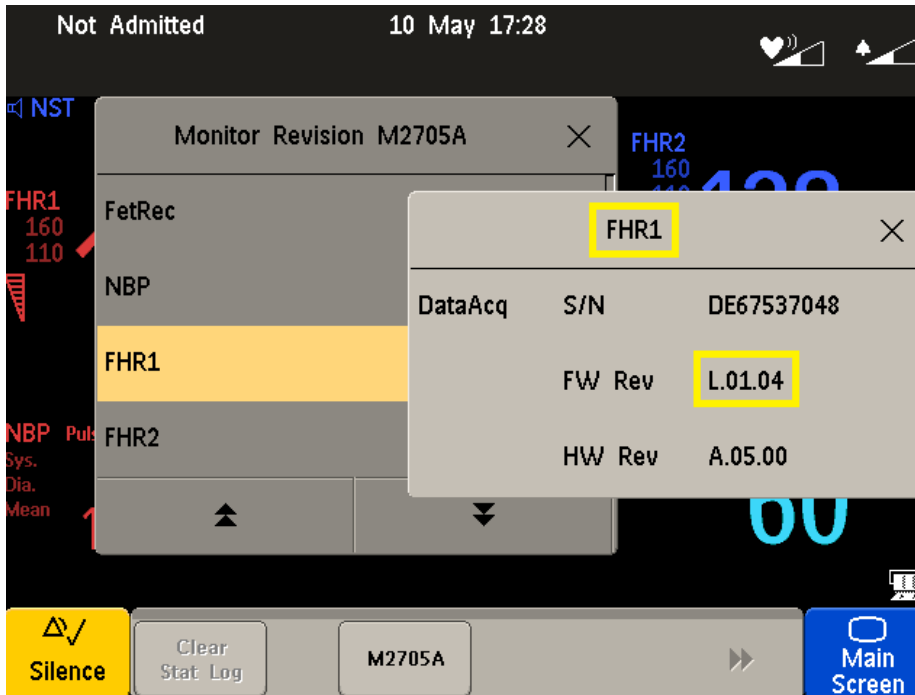 Not Admitted 10 May 17:28
NST
Monitor Revision M2705A
FHR2
160
FHR1
160
110
FetRec
FHR1
NBP
DataAcq S/N DE67537048
FHR1
FW Rev L.01.04
NBP Puls
FHR2
HW Rev A.05.00
Sys.
Dia.
Mean
60
Silence
Clear
Stat Log
M2705A
Main
Screen